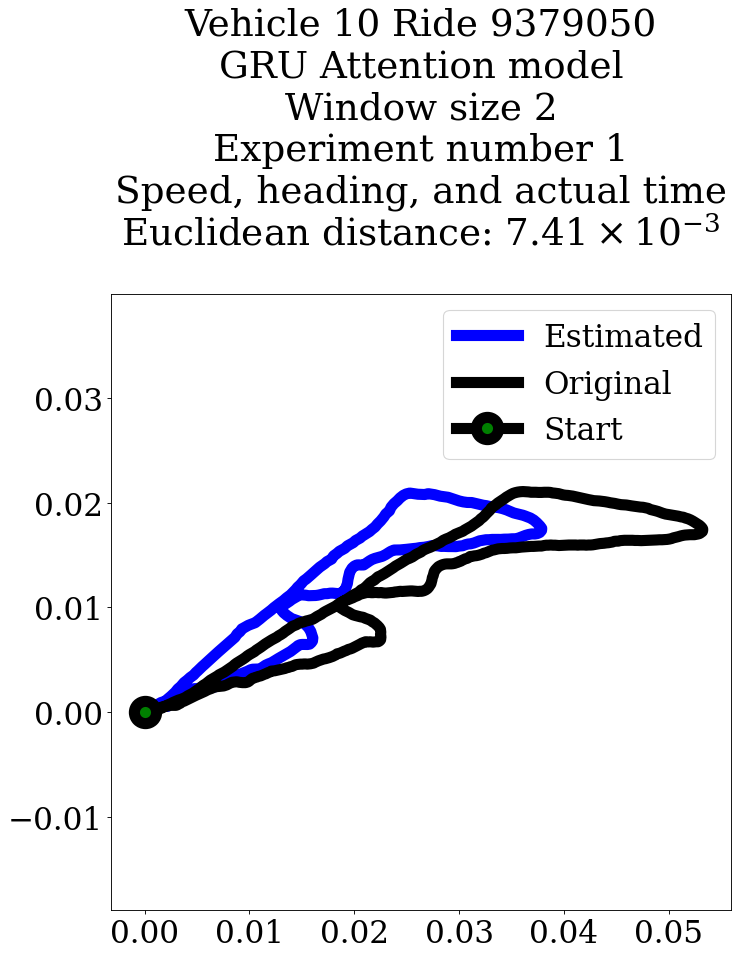 Vehicle 10 Ride 9379050
GRU Attention model
Window size 2
Experiment number 1
Speed, heading, and actual time
Euclidean distance: 7.41 × 10⁻³
Estimated
Original
Start
0.03
0.02
0.01
0.00
−0.01
0.00 0.01 0.02 0.03 0.04 0.05